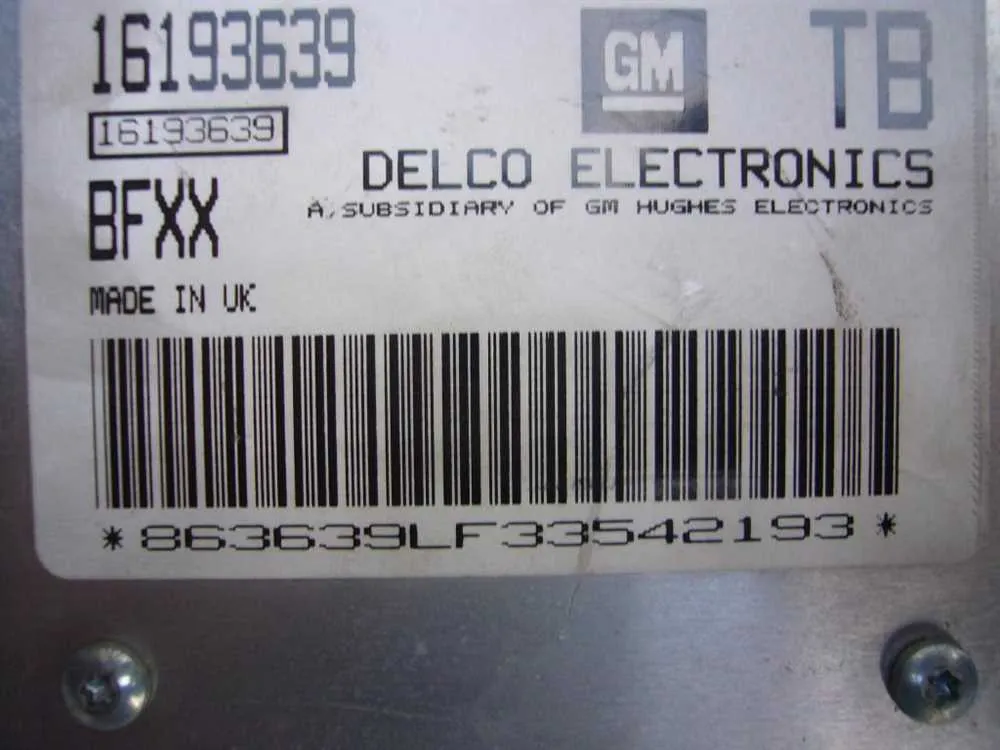 16193639
GM
TB
16193639
DELCO ELECTRONICS
A SUBSIDIARY OF GM HUGHES ELECTRONICS
BFXX
MADE IN UK
*863639LF33542193*